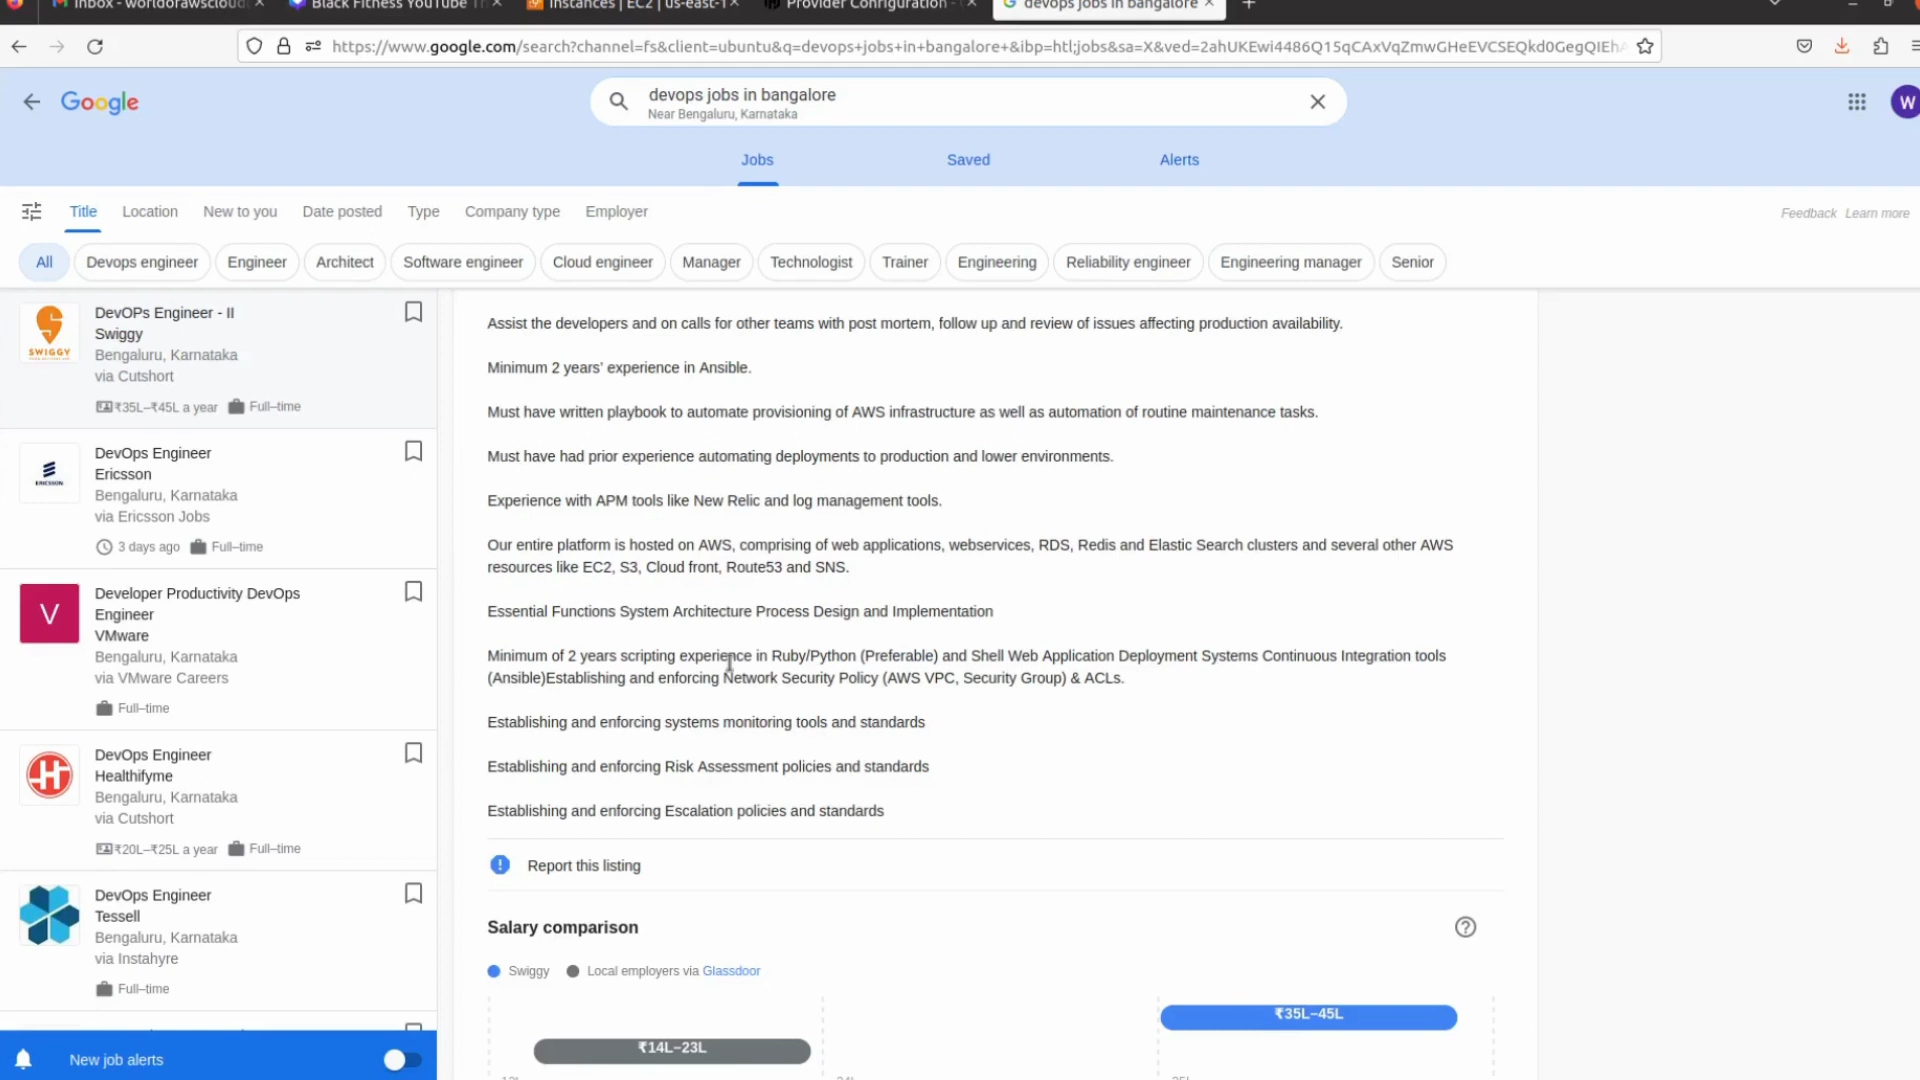 Inbox - worldofawscloud
Black Fitness YouTube Th
Instances | EC2 | us-east-1
Provider Configuration -
devops jobs in bangalore
https://www.google.com/search?channel=fs&client=ubuntu&q=devops+jobs+in+bangalore+&ibp=htl;jobs&sa=X&ved=2ahUKEwi4486Q15qCAxVqZmwGHeEVCSEQkd0GegQIEhA
Google
devops jobs in bangalore
Near Bengaluru, Karnataka
W
Jobs
Saved
Alerts
Title
Location
New to you
Date posted
Type
Company type
Employer
Feedback Learn more
All
Devops engineer
Engineer
Architect
Software engineer
Cloud engineer
Manager
Technologist
Trainer
Engineering
Reliability engineer
Engineering manager
Senior
SWIGGY
DevOPs Engineer - II
Swiggy
Bengaluru, Karnataka
via Cutshort
₹35L–₹45L a year Full–time
ERICSSON
DevOps Engineer
Ericsson
Bengaluru, Karnataka
via Ericsson Jobs
3 days ago Full–time
V
Developer Productivity DevOps
Engineer
VMware
Bengaluru, Karnataka
via VMware Careers
Full–time
DevOps Engineer
Healthifyme
Bengaluru, Karnataka
via Cutshort
₹20L–₹25L a year Full–time
DevOps Engineer
Tessell
Bengaluru, Karnataka
via Instahyre
Full–time
New job alerts
Assist the developers and on calls for other teams with post mortem, follow up and review of issues affecting production availability.
Minimum 2 years' experience in Ansible.
Must have written playbook to automate provisioning of AWS infrastructure as well as automation of routine maintenance tasks.
Must have had prior experience automating deployments to production and lower environments.
Experience with APM tools like New Relic and log management tools.
Our entire platform is hosted on AWS, comprising of web applications, webservices, RDS, Redis and Elastic Search clusters and several other AWS
resources like EC2, S3, Cloud front, Route53 and SNS.
Essential Functions System Architecture Process Design and Implementation
Minimum of 2 years scripting experience in Ruby/Python (Preferable) and Shell Web Application Deployment Systems Continuous Integration tools
(Ansible)Establishing and enforcing Network Security Policy (AWS VPC, Security Group) & ACLs.
Establishing and enforcing systems monitoring tools and standards
Establishing and enforcing Risk Assessment policies and standards
Establishing and enforcing Escalation policies and standards
Report this listing
Salary comparison
Swiggy
Local employers via Glassdoor
₹35L–45L
₹14L–23L